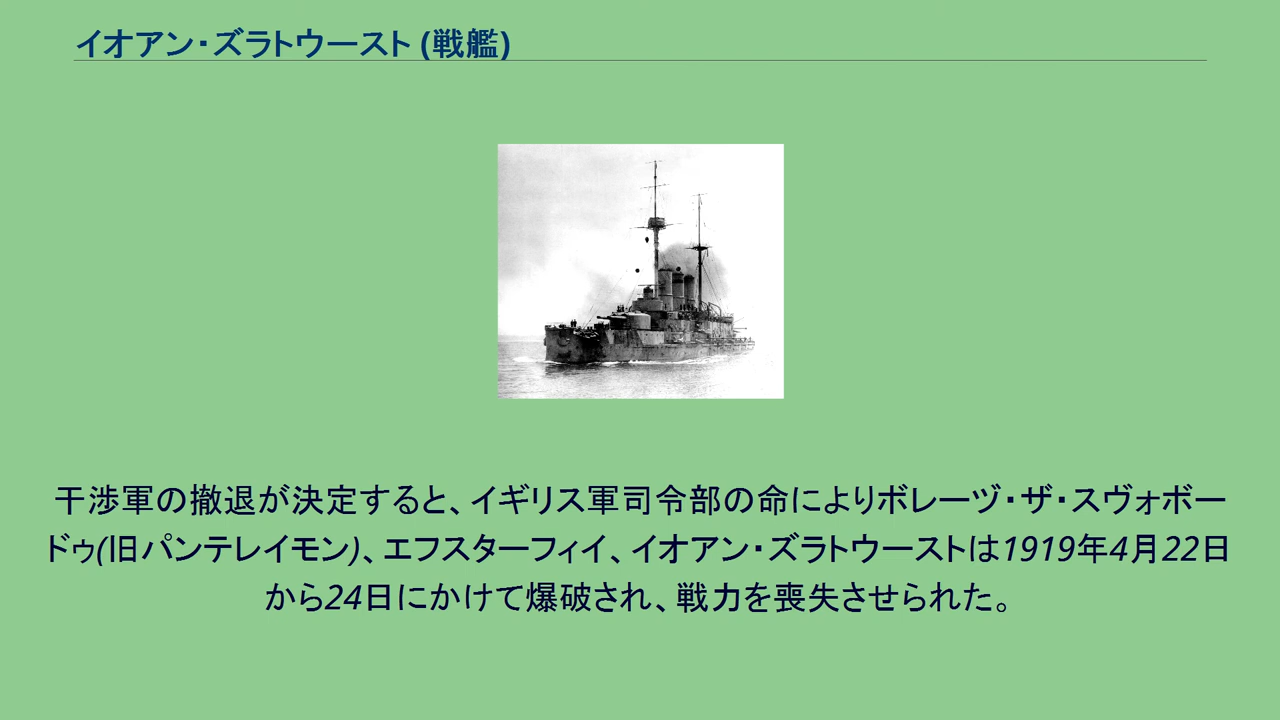 イオアン・ズラトウースト (戦艦)
干渉軍の撤退が決定すると、イギリス軍司令部の命によりボレーヅ・ザ・スヴォボー
ドゥ(旧パンテレイモン)、エフスターフィイ、イオアン・ズラトウーストは1919年4月22日
から24日にかけて爆破され、戦力を喪失させられた。